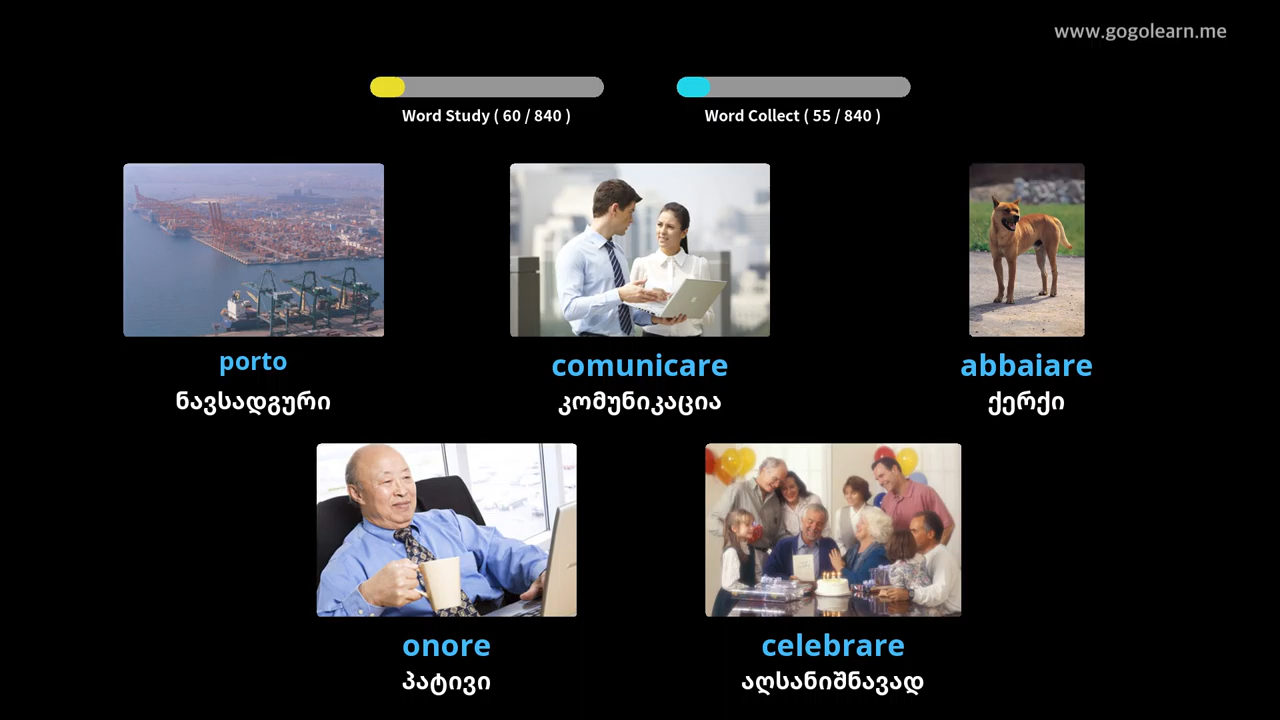 www.gogolearn.me
Word Study ( 60 / 840 )
Word Collect ( 55 / 840 )
porto
ნავსადგური
comunicare
კომუნიკაცია
abbaiare
ქერქი
onore
პატივი
celebrare
აღსანიშნავად